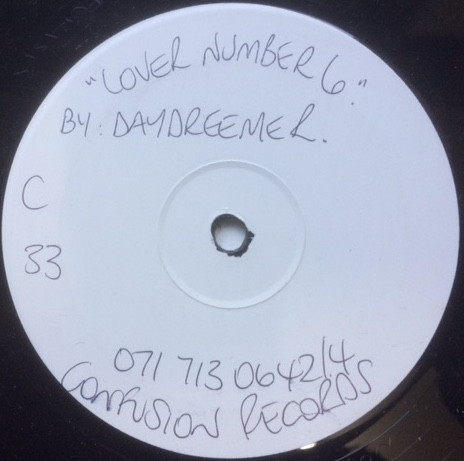 "LOVER NUMBER 6."
BY: DAYDREEMER.
C
33
071 713 0642/4
CONFUSION RECORDS